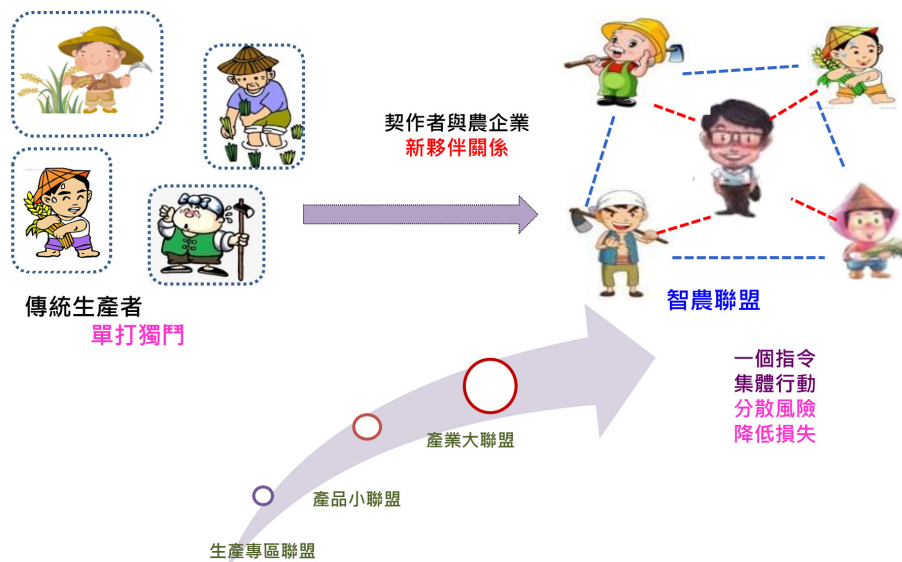 契作者與農企業
新夥伴關係
傳統生產者
單打獨鬥
智農聯盟
一個指令
集體行動
分散風險
降低損失
產業大聯盟
產品小聯盟
生產專區聯盟